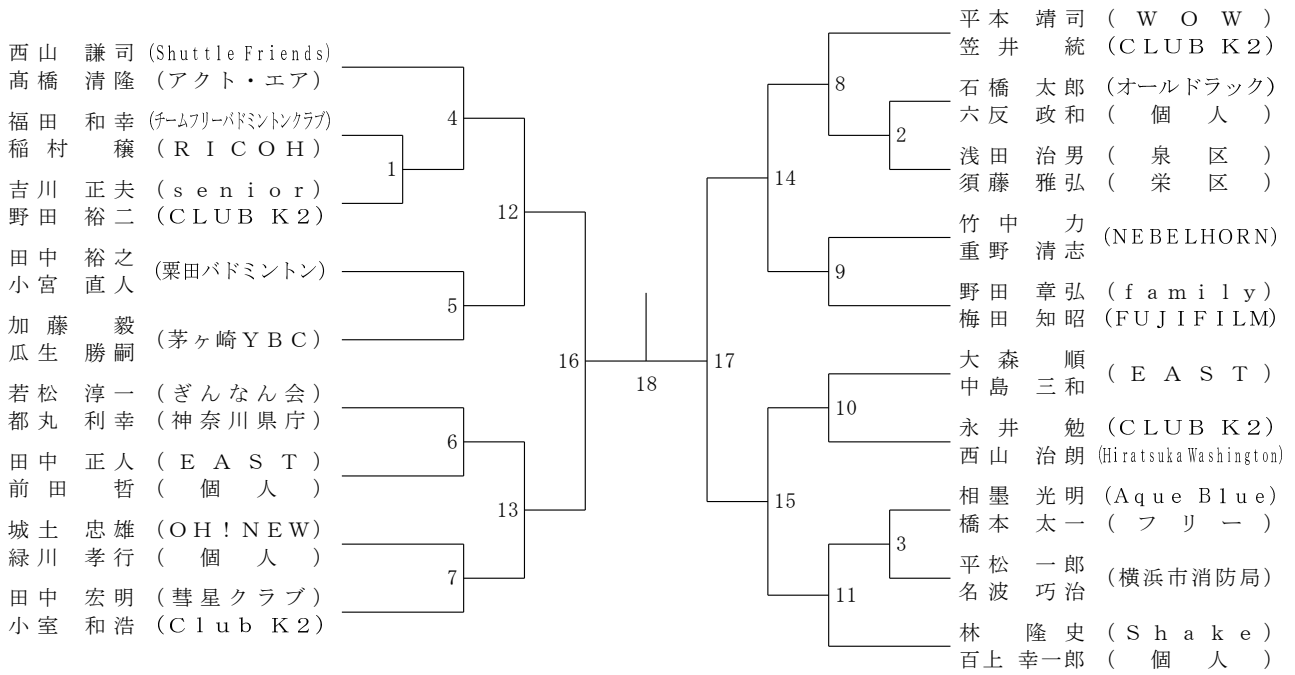 西山 謙司 (Shuttle Friends)
髙橋 清隆 (アクト・エア)
福田 和幸 (チームフリーバドミントンクラブ)
稲村 穣 (RICOH)
吉川 正夫 (senior)
野田 裕二 (CLUB K2)
田中 裕之
小宮 直人
(栗田バドミントン)
加藤 毅
瓜生 勝嗣
(茅ヶ崎YBC)
若松 淳一 (ぎんなん会)
都丸 利幸 (神奈川県庁)
田中 正人 (EAST)
前田 哲 (個人)
城土 忠雄 (OH!NEW)
緑川 孝行 (個人)
田中 宏明 (彗星クラブ)
小室 和浩 (Club K2)
1
4
5
12
6
7
13
16
18
17
14
8
2
9
15
10
3
11
平本 靖司 (WOW)
笠井 統 (CLUB K2)
石橋 太郎 (オールドラック)
六反 政和 (個人)
浅田 治男 (泉区)
須藤 雅弘 (栄区)
竹中 力
重野 清志
(NEBELHORN)
野田 章弘 (family)
梅田 知昭 (FUJIFILM)
大森 順
中島 三和
(EAST)
永井 勉 (CLUB K2)
西山 治朗 (Hiratsuka Washington)
相墨 光明 (Aque Blue)
橋本 太一 (フリー)
平松 一郎
名波 巧治
(横浜市消防局)
林 隆史 (Shake)
百上 幸一郎 (個人)